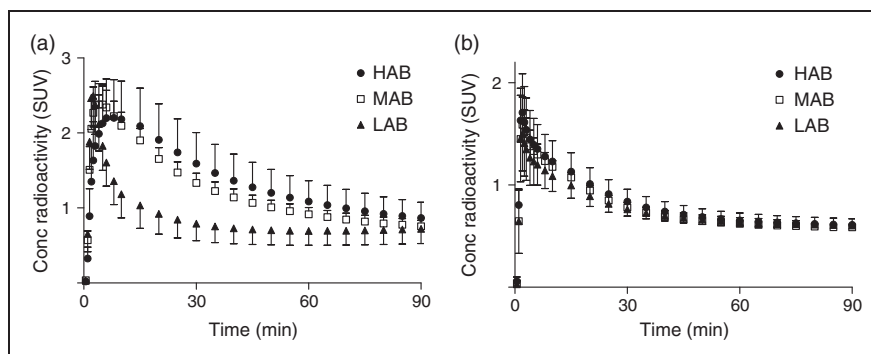 (a)
Conc radioactivity (SUV)
3
2
1
0
30
60
90
Time (min)
HAB
MAB
LAB
(b)
Conc radioactivity (SUV)
2
1
0
30
60
90
Time (min)
HAB
MAB
LAB